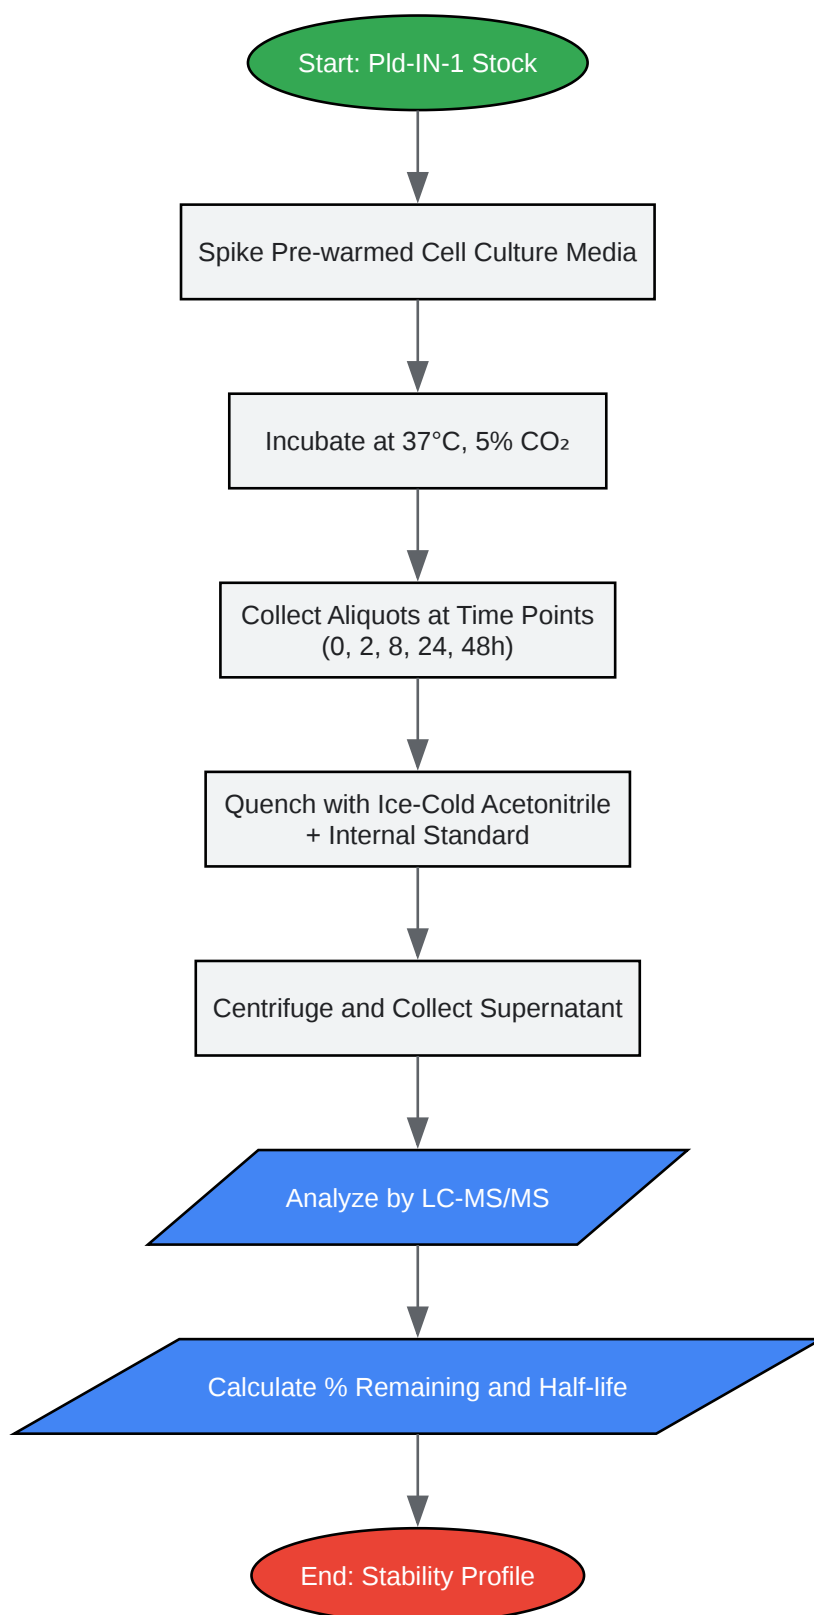 Start: Pld-IN-1 Stock
Spike Pre-warmed Cell Culture Media
Incubate at 37°C, 5% CO₂
Collect Aliquots at Time Points
(0, 2, 8, 24, 48h)
Quench with Ice-Cold Acetonitrile
+ Internal Standard
Centrifuge and Collect Supernatant
Analyze by LC-MS/MS
Calculate % Remaining and Half-life
End: Stability Profile